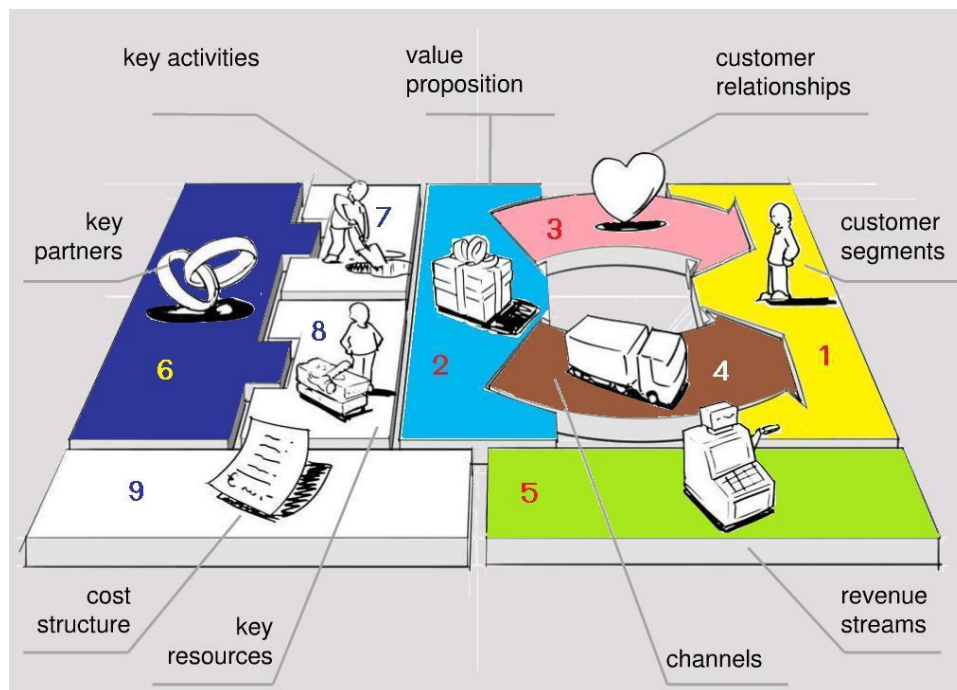 key activities
value
proposition
customer
relationships
key
partners
7
3
customer
segments
8
6
2
4
1
9
5
cost
structure
key
resources
channels
revenue
streams